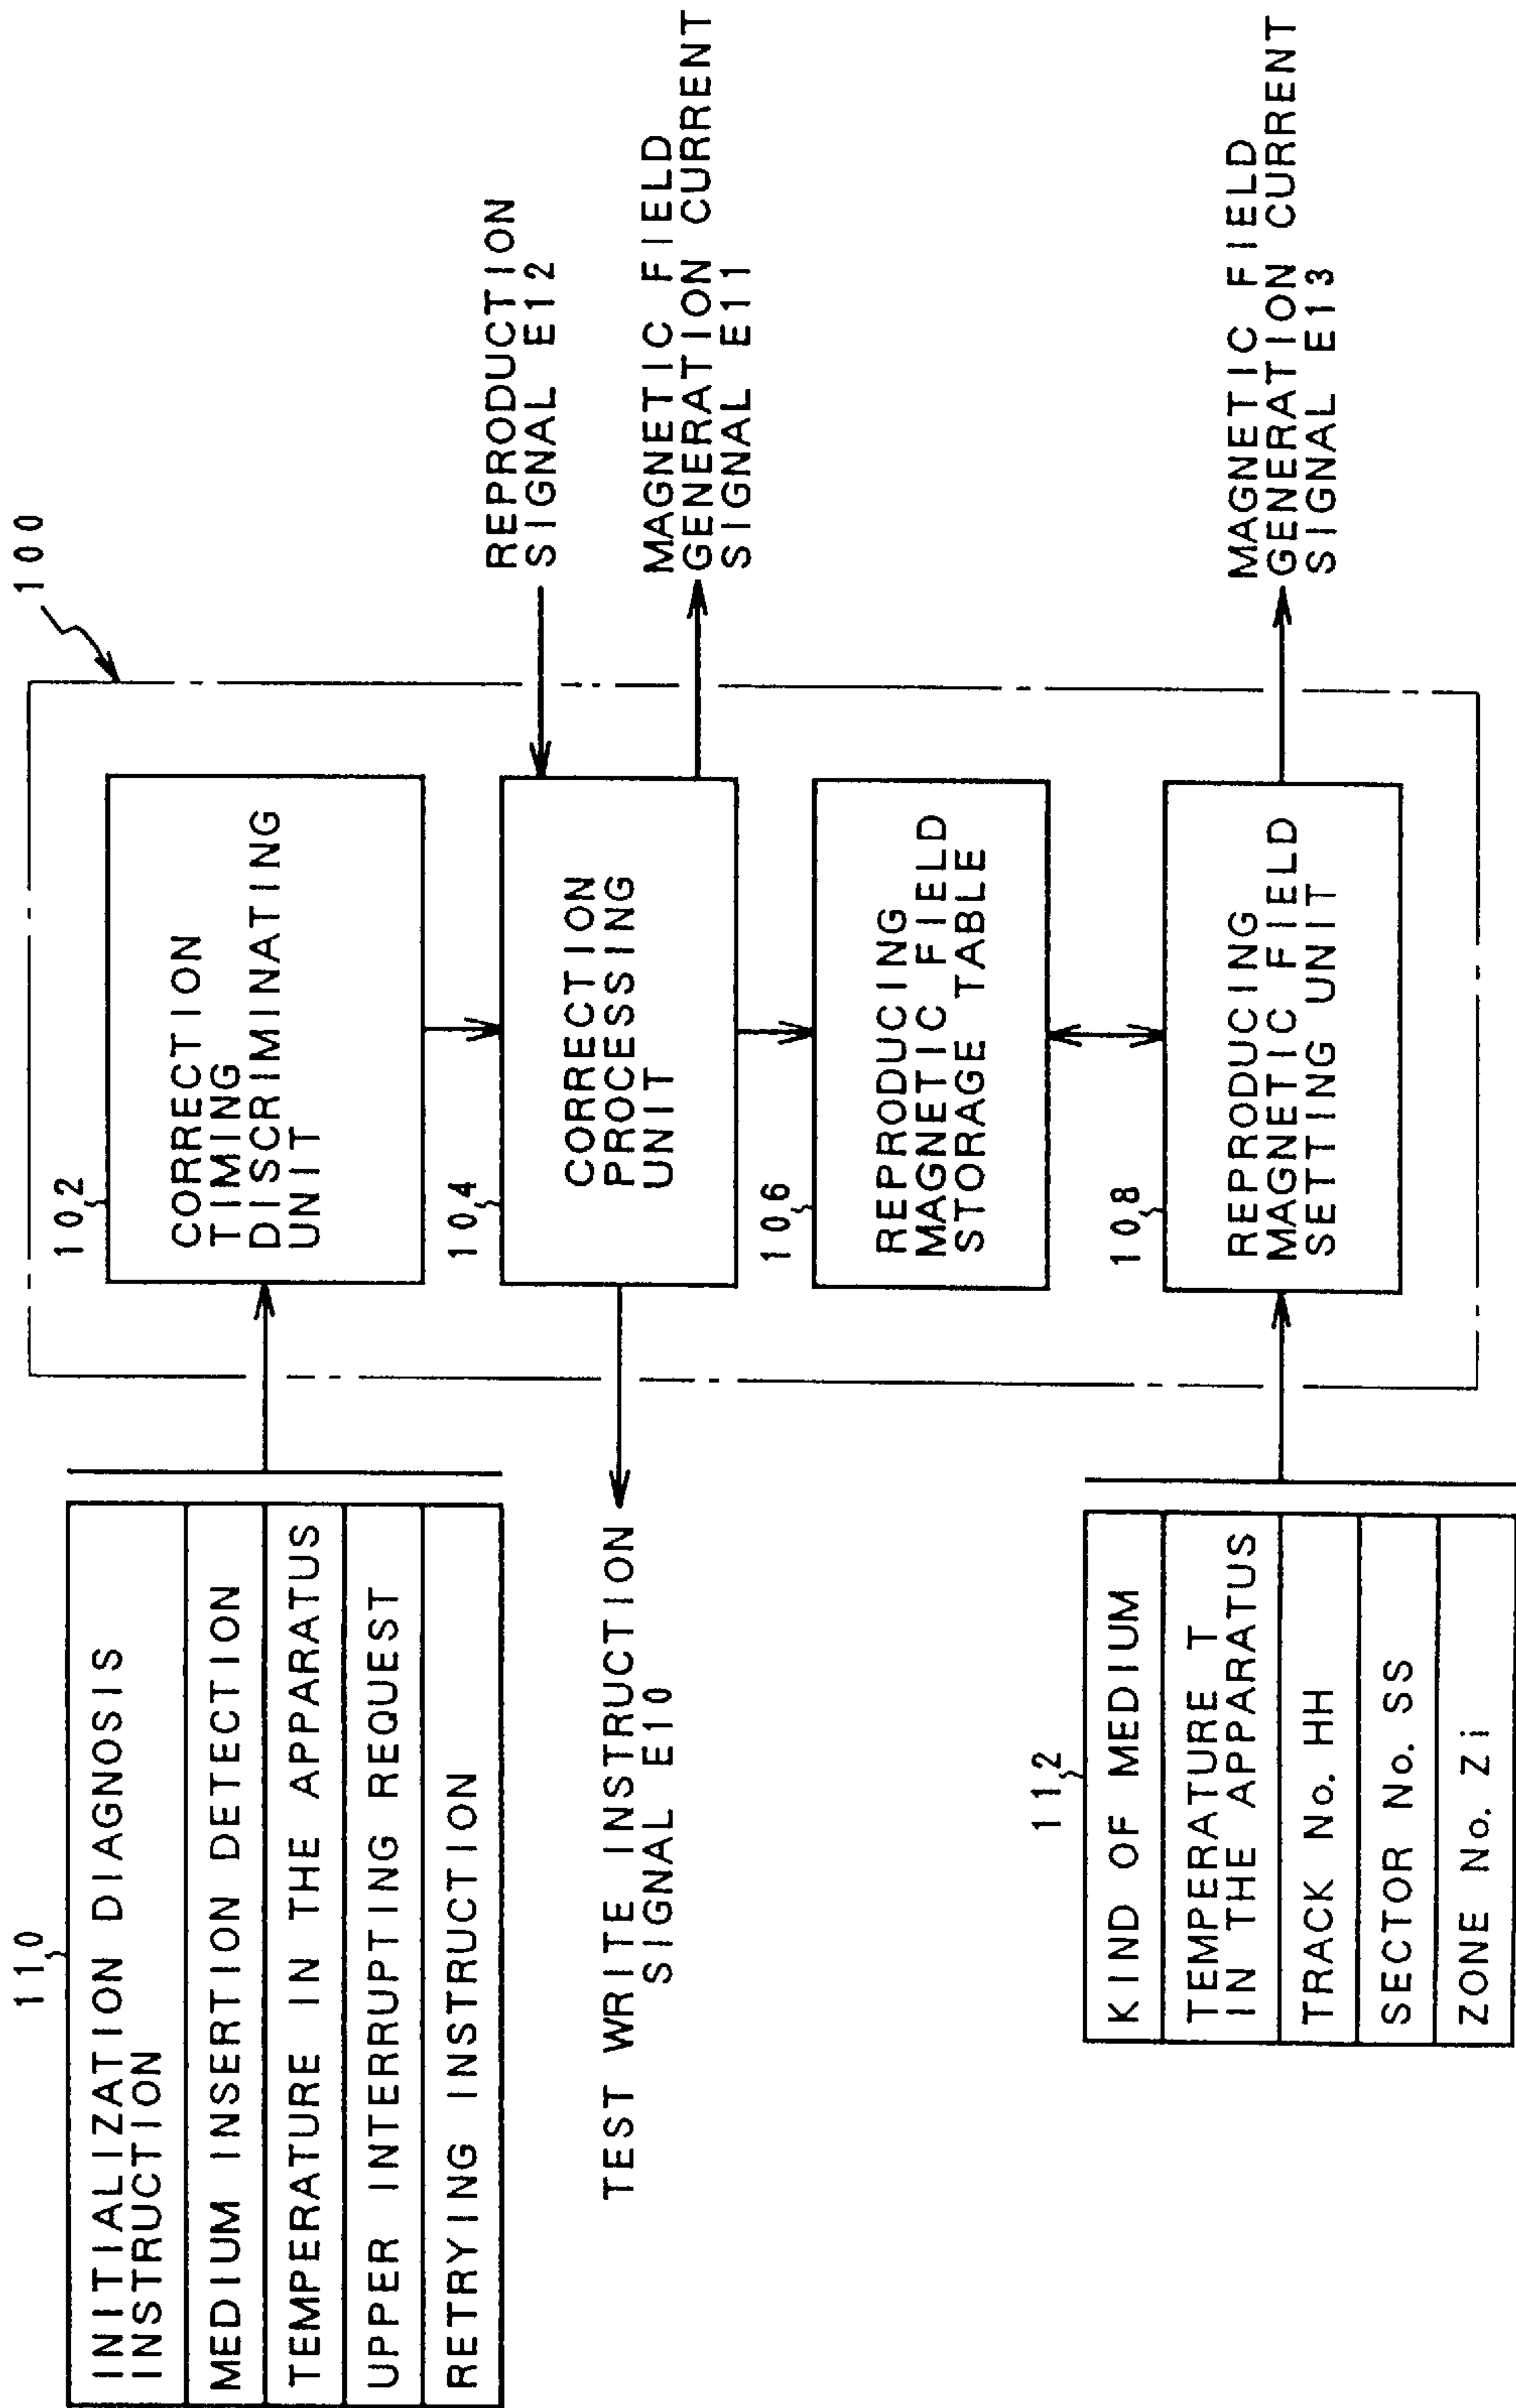 100
110
INITIALIZATION DIAGNOSIS
INSTRUCTION
MEDIUM INSERTION DETECTION
TEMPERATURE IN THE APPARATUS
UPPER INTERRUPTING REQUEST
RETRYING INSTRUCTION
102
CORRECTION
TIMING
DISCRIMINATING
UNIT
104
CORRECTION
PROCESSING
UNIT
REPRODUCTION
SIGNAL E12
MAGNETIC FIELD
GENERATION CURRENT
SIGNAL E11
TEST WRITE INSTRUCTION
SIGNAL E10
106
REPRODUCING
MAGNETIC FIELD
STORAGE TABLE
112
KIND OF MEDIUM
TEMPERATURE T
IN THE APPARATUS
TRACK No. HH
SECTOR No. SS
ZONE No. Zi
108
REPRODUCING
MAGNETIC FIELD
SETTING UNIT
MAGNETIC FIELD
GENERATION CURRENT
SIGNAL E13